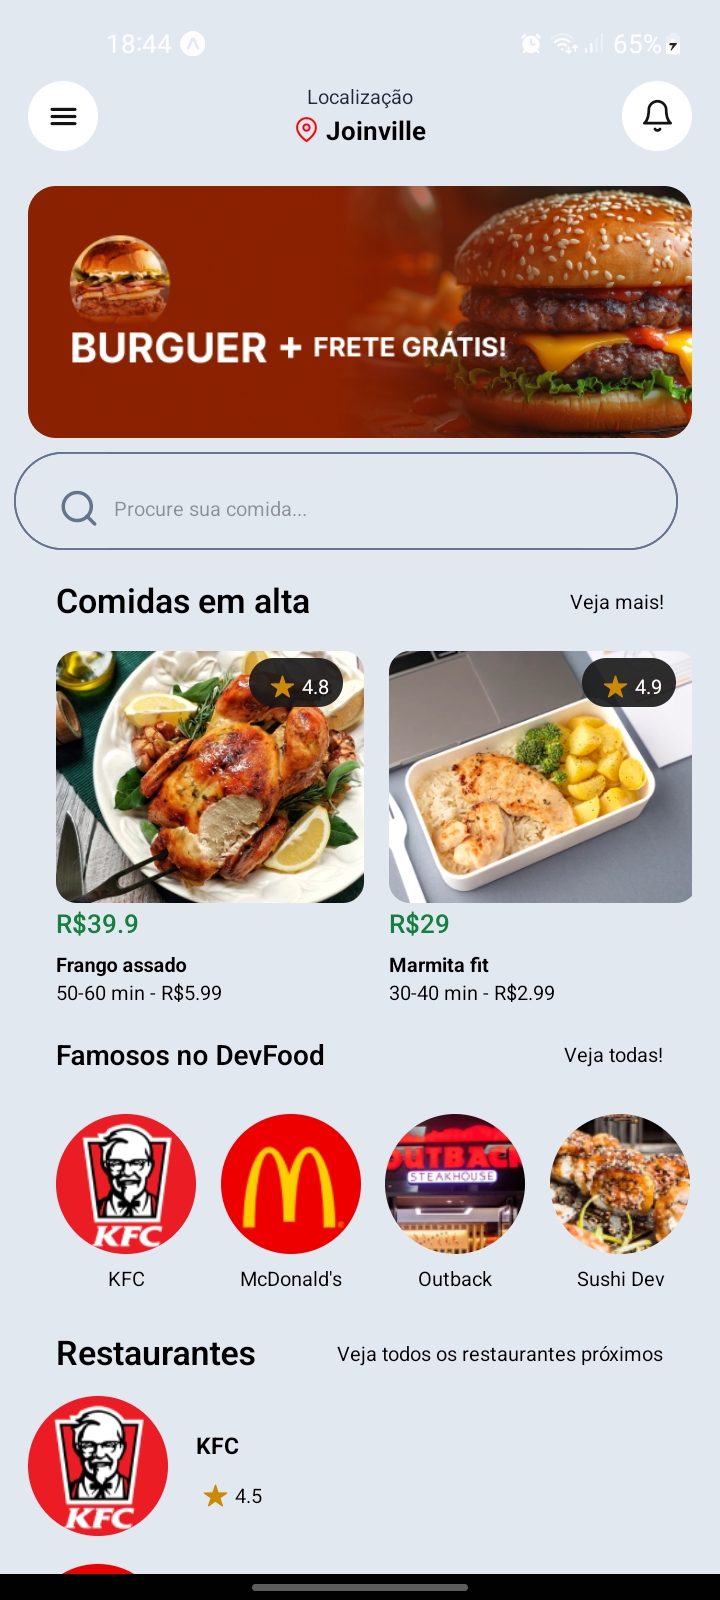 18:44
65%
Localização
Joinville
BURGUER + FRETE GRÁTIS!
Procure sua comida...
Comidas em alta
Veja mais!
4.8
4.9
R$39.9
R$29
Frango assado
Marmita fit
50-60 min - R$5.99
30-40 min - R$2.99
Famosos no DevFood
Veja todas!
KFC
OUTBACK
STEAKHOUSE
KFC
McDonald's
Outback
Sushi Dev
Restaurantes
Veja todos os restaurantes próximos
KFC
KFC
4.5